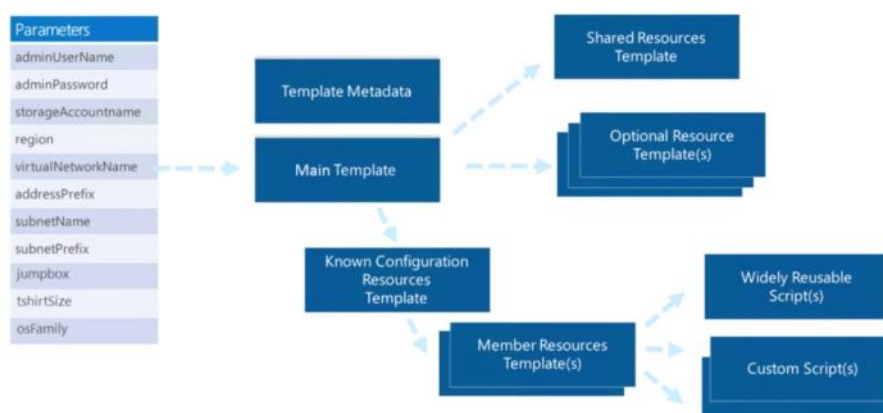 Parameters
adminUserName
adminPassword
storageAccountname
region
virtualNetworkName
addressPrefix
subnetName
subnetPrefix
jumpbox
tshirtSize
osFamily
Template Metadata
Main Template
Shared Resources
Template
Optional Resource
Template(s)
Known Configuration
Resources
Template
Member Resources
Template(s)
Widely Reusable
Script(s)
Custom Script(s)